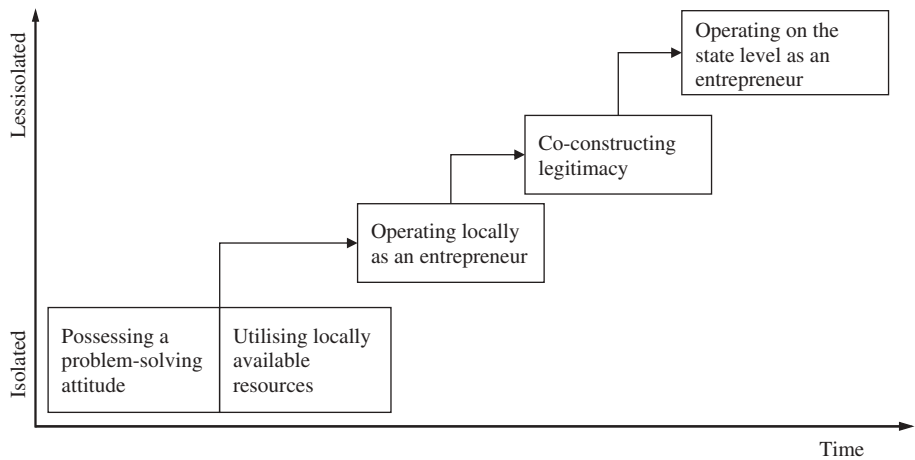 Operating on the
state level as an
entrepreneur
Co-constructing
legitimacy
Operating locally
as an entrepreneur
Possessing a
problem-solving
attitude
Utilising locally
available
resources
Lessisolated
Isolated
Time